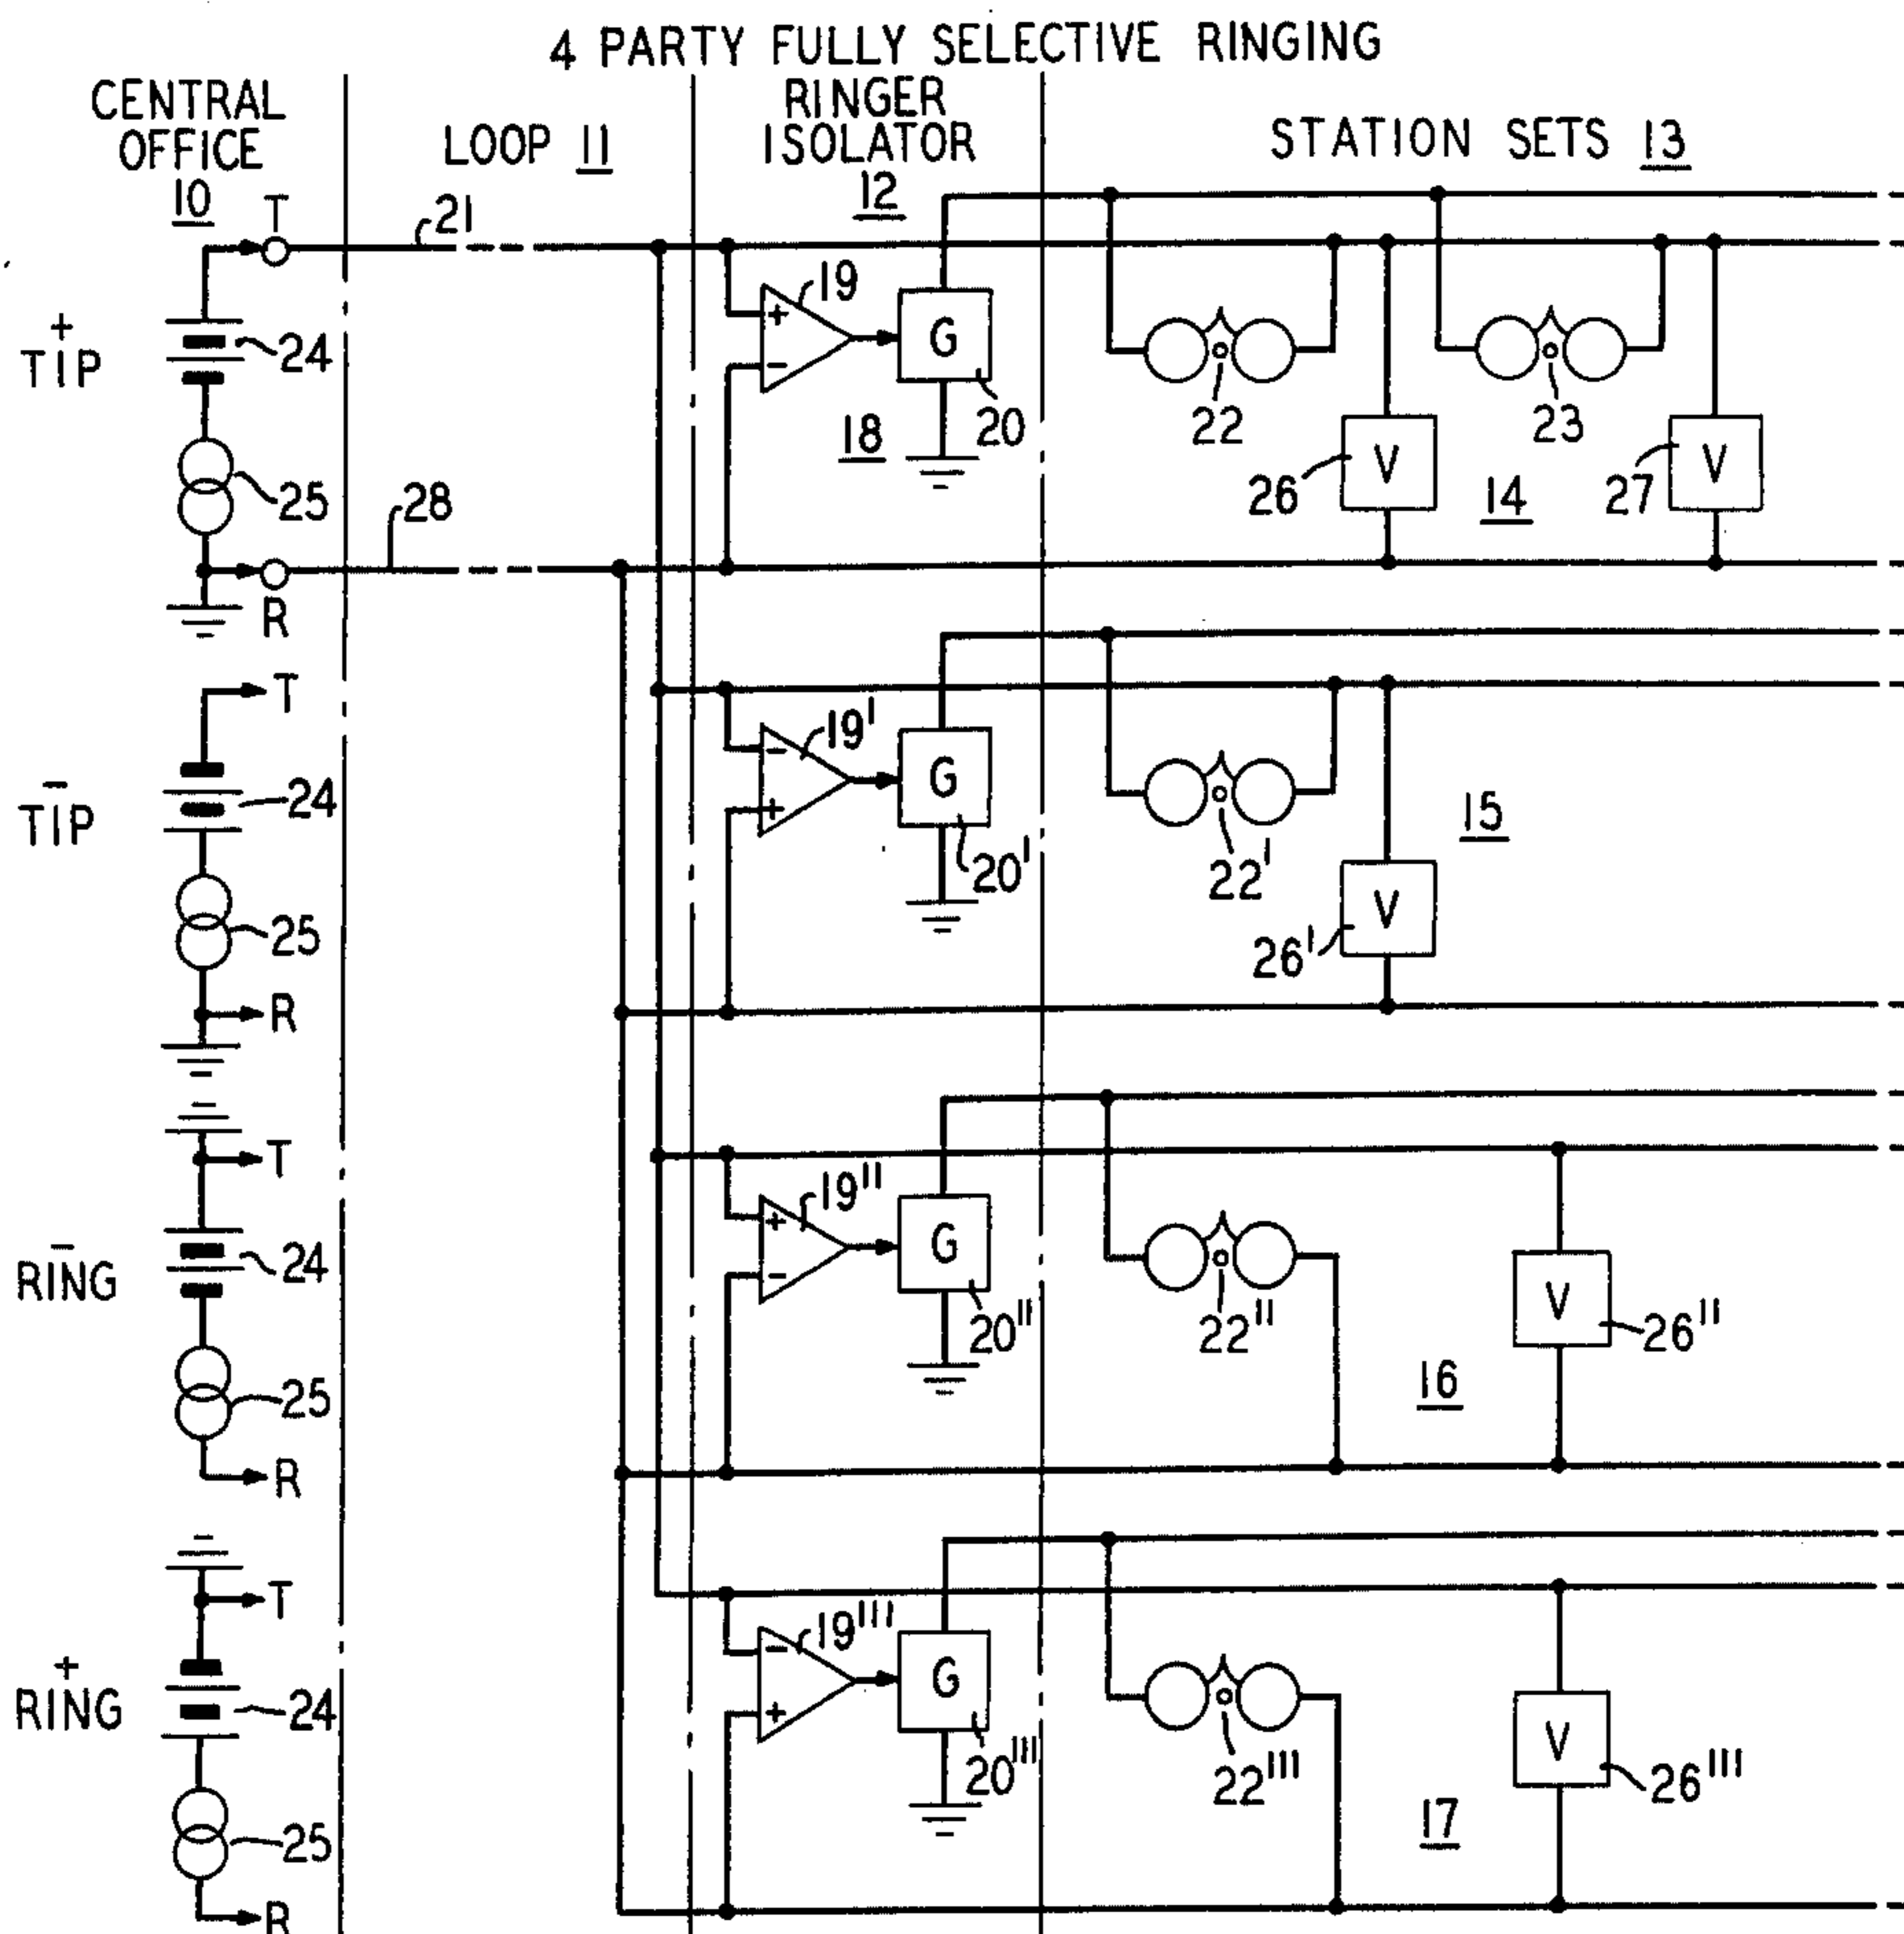 4 PARTY FULLY SELECTIVE RINGING
CENTRAL OFFICE 10
LOOP 11
RINGER ISOLATOR 12
STATION SETS 13
T
21
+
TIP
24
25
R
28
+
-
19
G
20
18
22
23
26
V
14
27
V
-
TIP
T
24
25
R
-
+
19'
G
20'
22'
15
26'
V
-
RING
T
24
25
R
+
-
19''
G
20''
22''
16
V
26''
+
RING
T
24
25
R
-
+
19'''
G
20'''
22'''
17
V
26'''